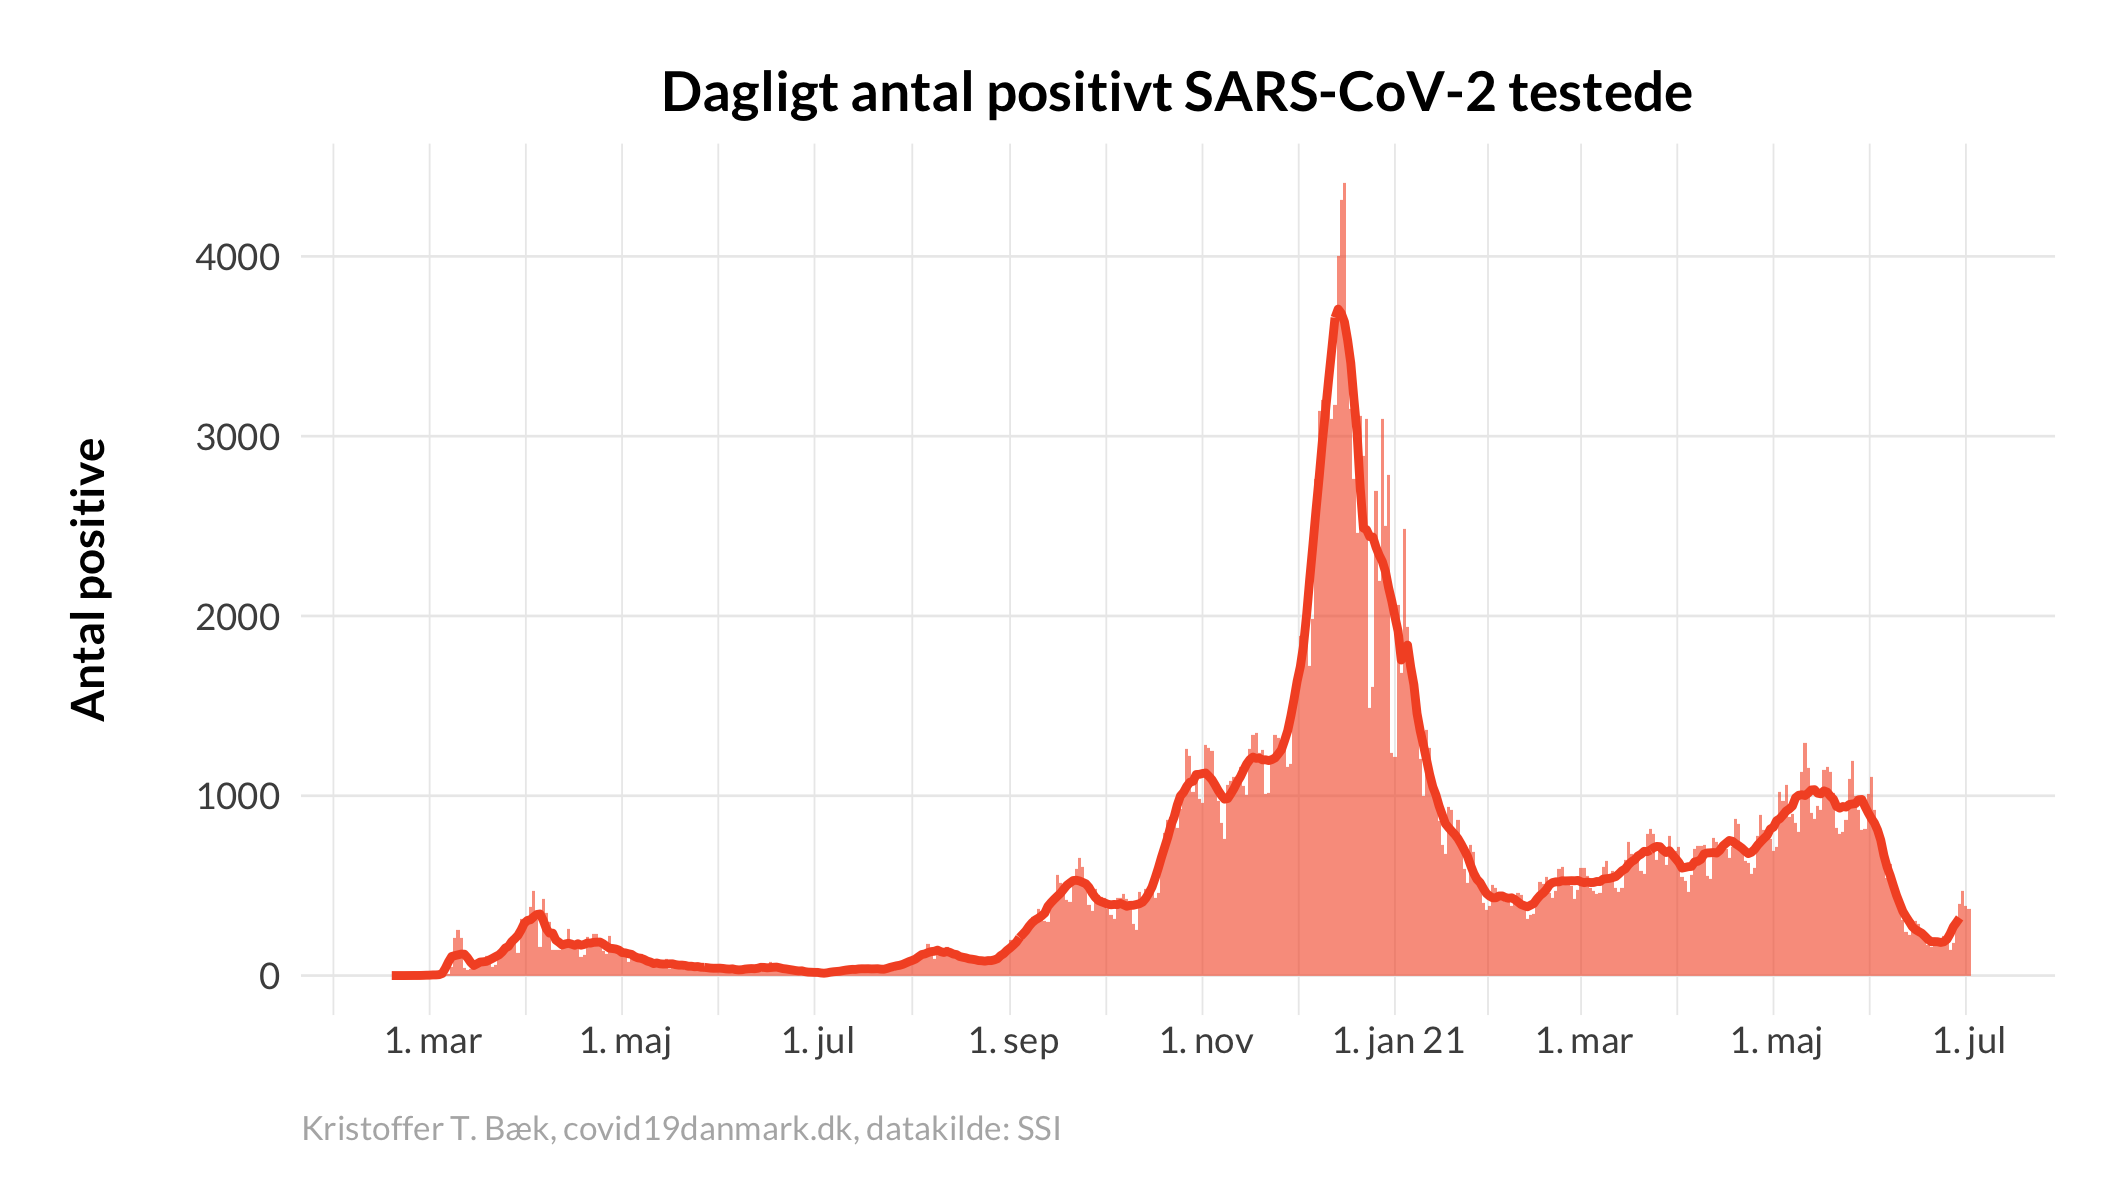 Dagligt antal positivt SARS-CoV-2 testede
Antal positive
4000
3000
2000
1000
0
1. mar 1. maj 1. jul 1. sep 1. nov 1. jan 21 1. mar 1. maj 1. jul
Kristoffer T. Bæk, covid19danmark.dk, datakilde: SSI